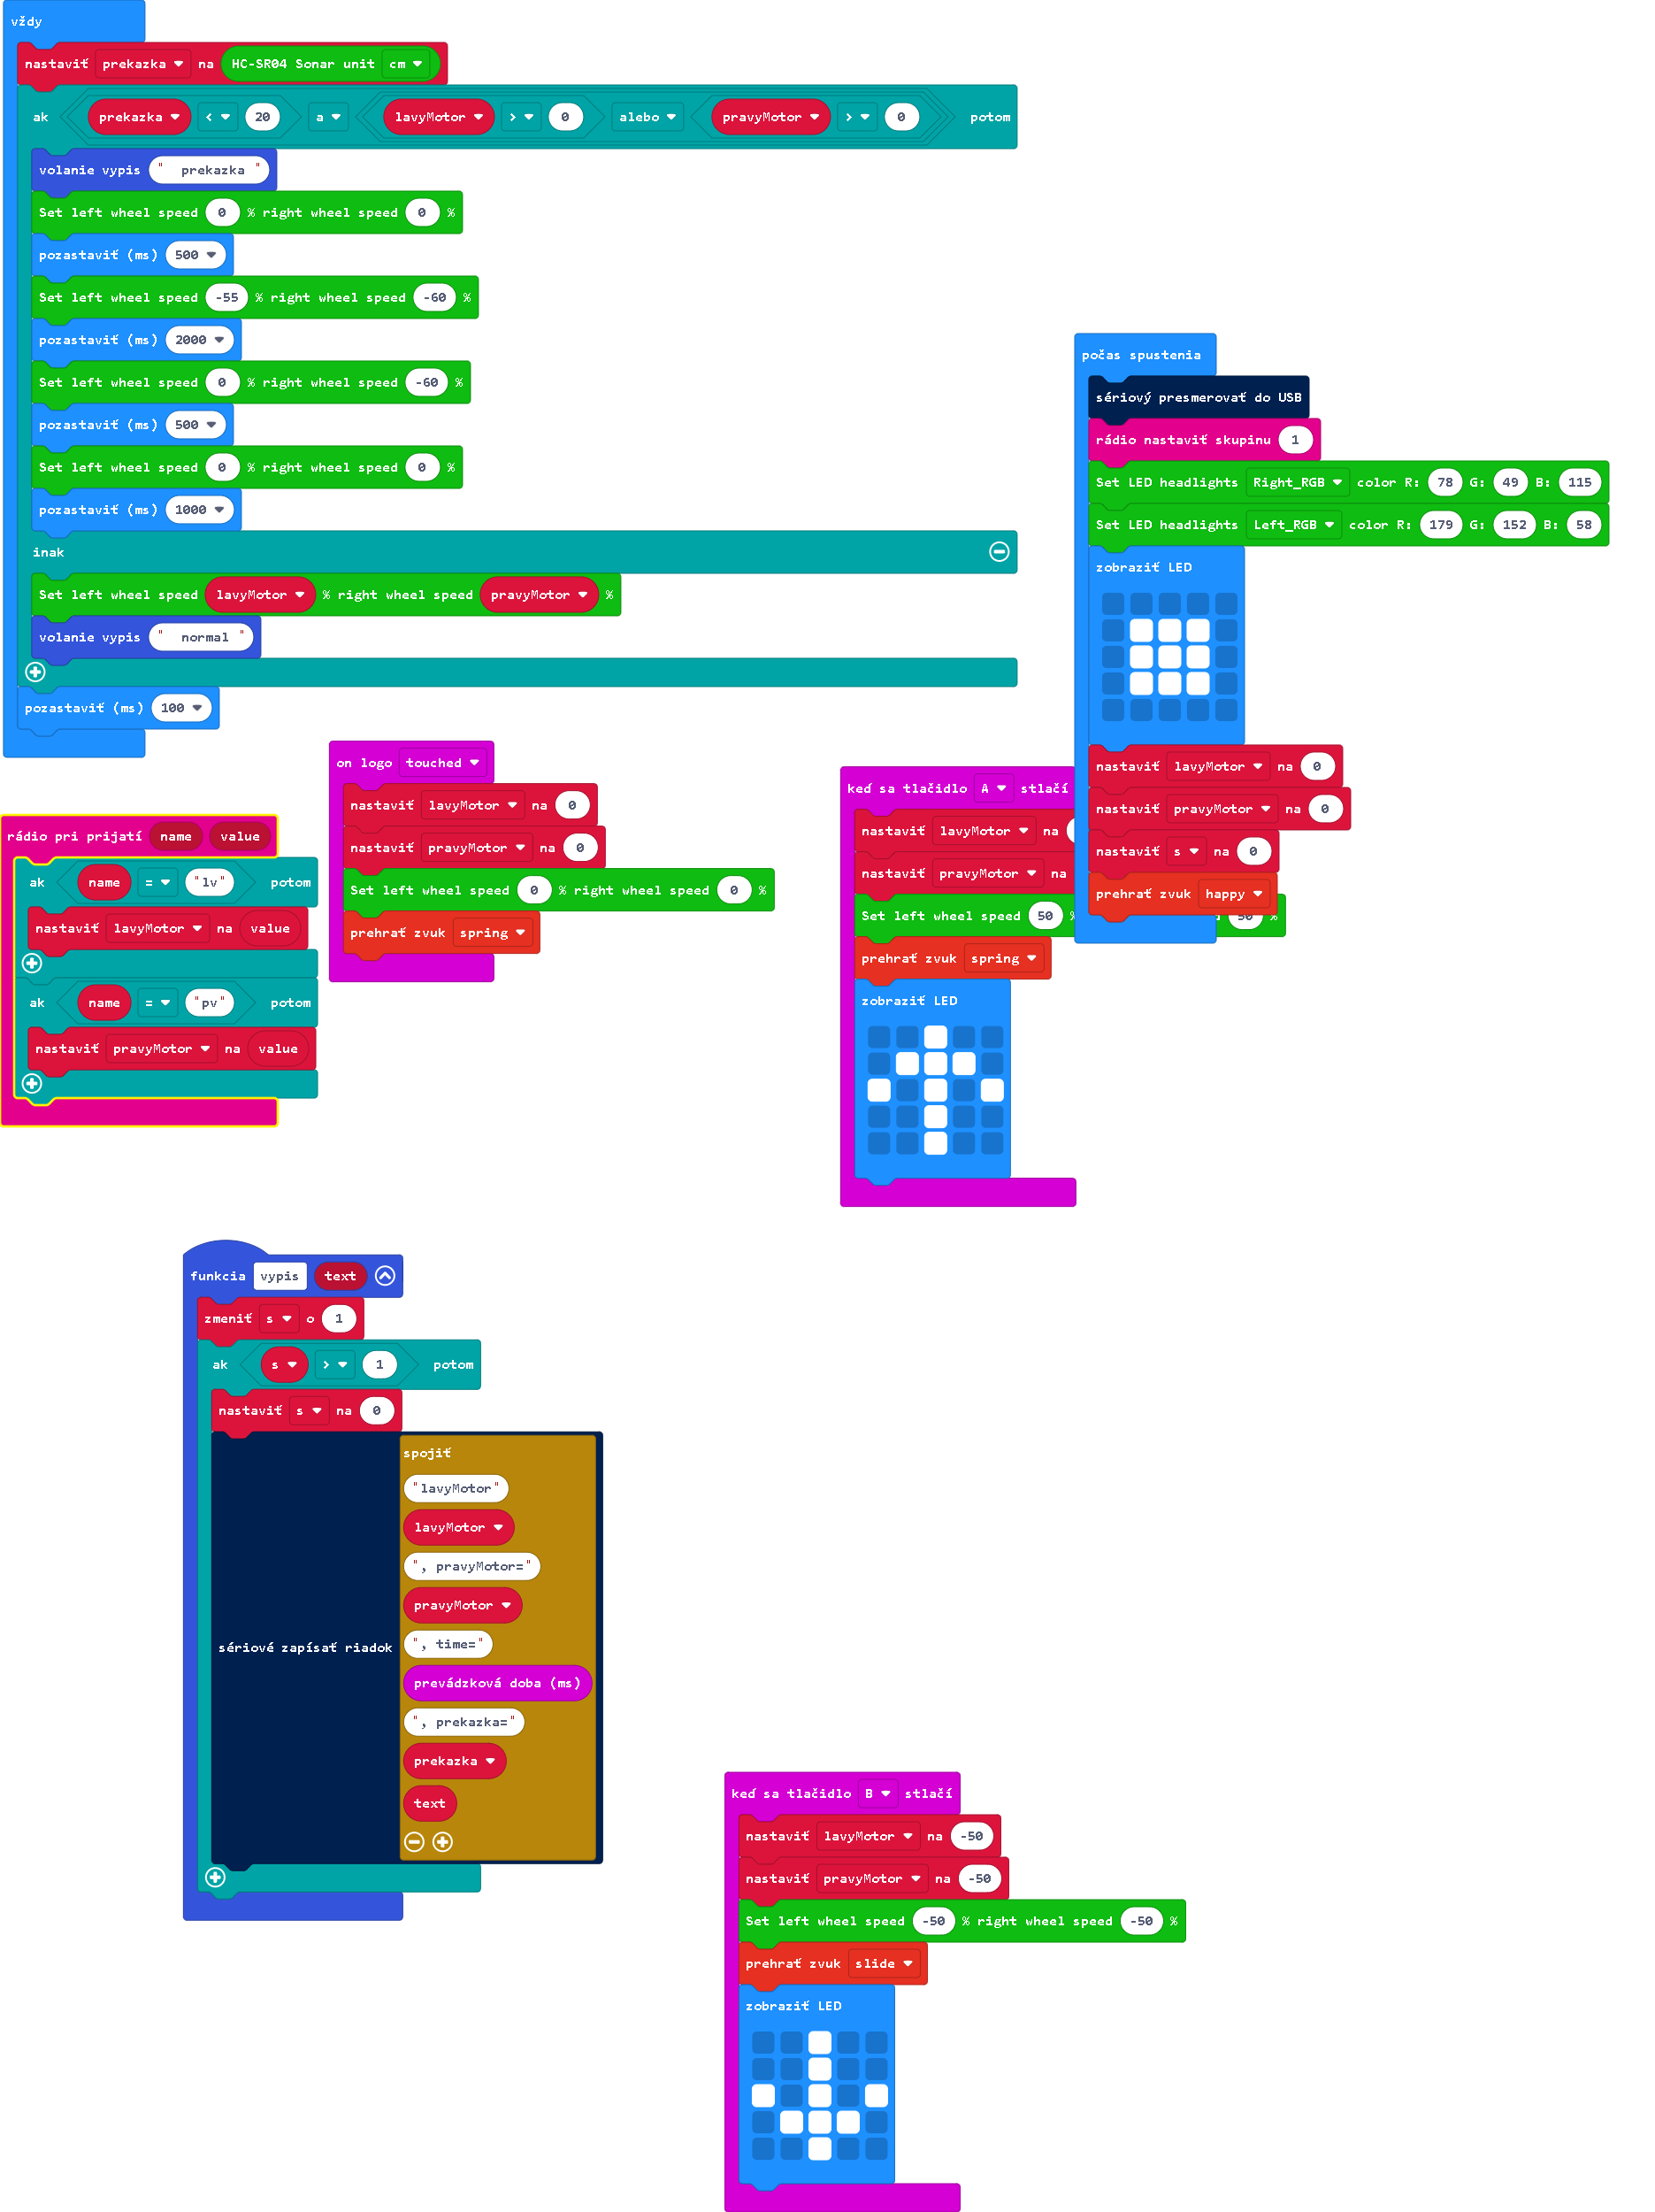 vždy
nastaviť prekazka na HC-SR04 Sonar unit cm
ak prekazka < 20 a lavyMotor > 0 alebo pravyMotor > 0 potom
volanie vypis " prekazka "
Set left wheel speed 0 % right wheel speed 0 %
pozastaviť (ms) 500
Set left wheel speed -55 % right wheel speed -60 %
pozastaviť (ms) 2000
Set left wheel speed 0 % right wheel speed -60 %
pozastaviť (ms) 500
Set left wheel speed 0 % right wheel speed 0 %
pozastaviť (ms) 1000
inak
Set left wheel speed lavyMotor % right wheel speed pravyMotor %
volanie vypis " normal "
pozastaviť (ms) 100
počas spustenia
sériový presmerovať do USB
rádio nastaviť skupinu 1
Set LED headlights Right_RGB color R: 78 G: 49 B: 115
Set LED headlights Left_RGB color R: 179 G: 152 B: 58
zobraziť LED
nastaviť lavyMotor na 0
nastaviť pravyMotor na 0
nastaviť s na 0
prehrať zvuk happy
on logo touched
nastaviť lavyMotor na 0
nastaviť pravyMotor na 0
Set left wheel speed 0 % right wheel speed 0 %
prehrať zvuk spring
rádio pri prijatí name value
ak name = "lv" potom
nastaviť lavyMotor na value
ak name = "pv" potom
nastaviť pravyMotor na value
keď sa tlačidlo A stlačí
nastaviť lavyMotor na
nastaviť pravyMotor na
Set left wheel speed 50 % 50 %
prehrať zvuk spring
zobraziť LED
funkcia vypis text
zmeniť s o 1
ak s > 1 potom
nastaviť s na 0
sériové zapísať riadok
spojiť
"lavyMotor"
lavyMotor
", pravyMotor="
pravyMotor
", time="
prevádzková doba (ms)
", prekazka="
prekazka
text
keď sa tlačidlo B stlačí
nastaviť lavyMotor na -50
nastaviť pravyMotor na -50
Set left wheel speed -50 % right wheel speed -50 %
prehrať zvuk slide
zobraziť LED